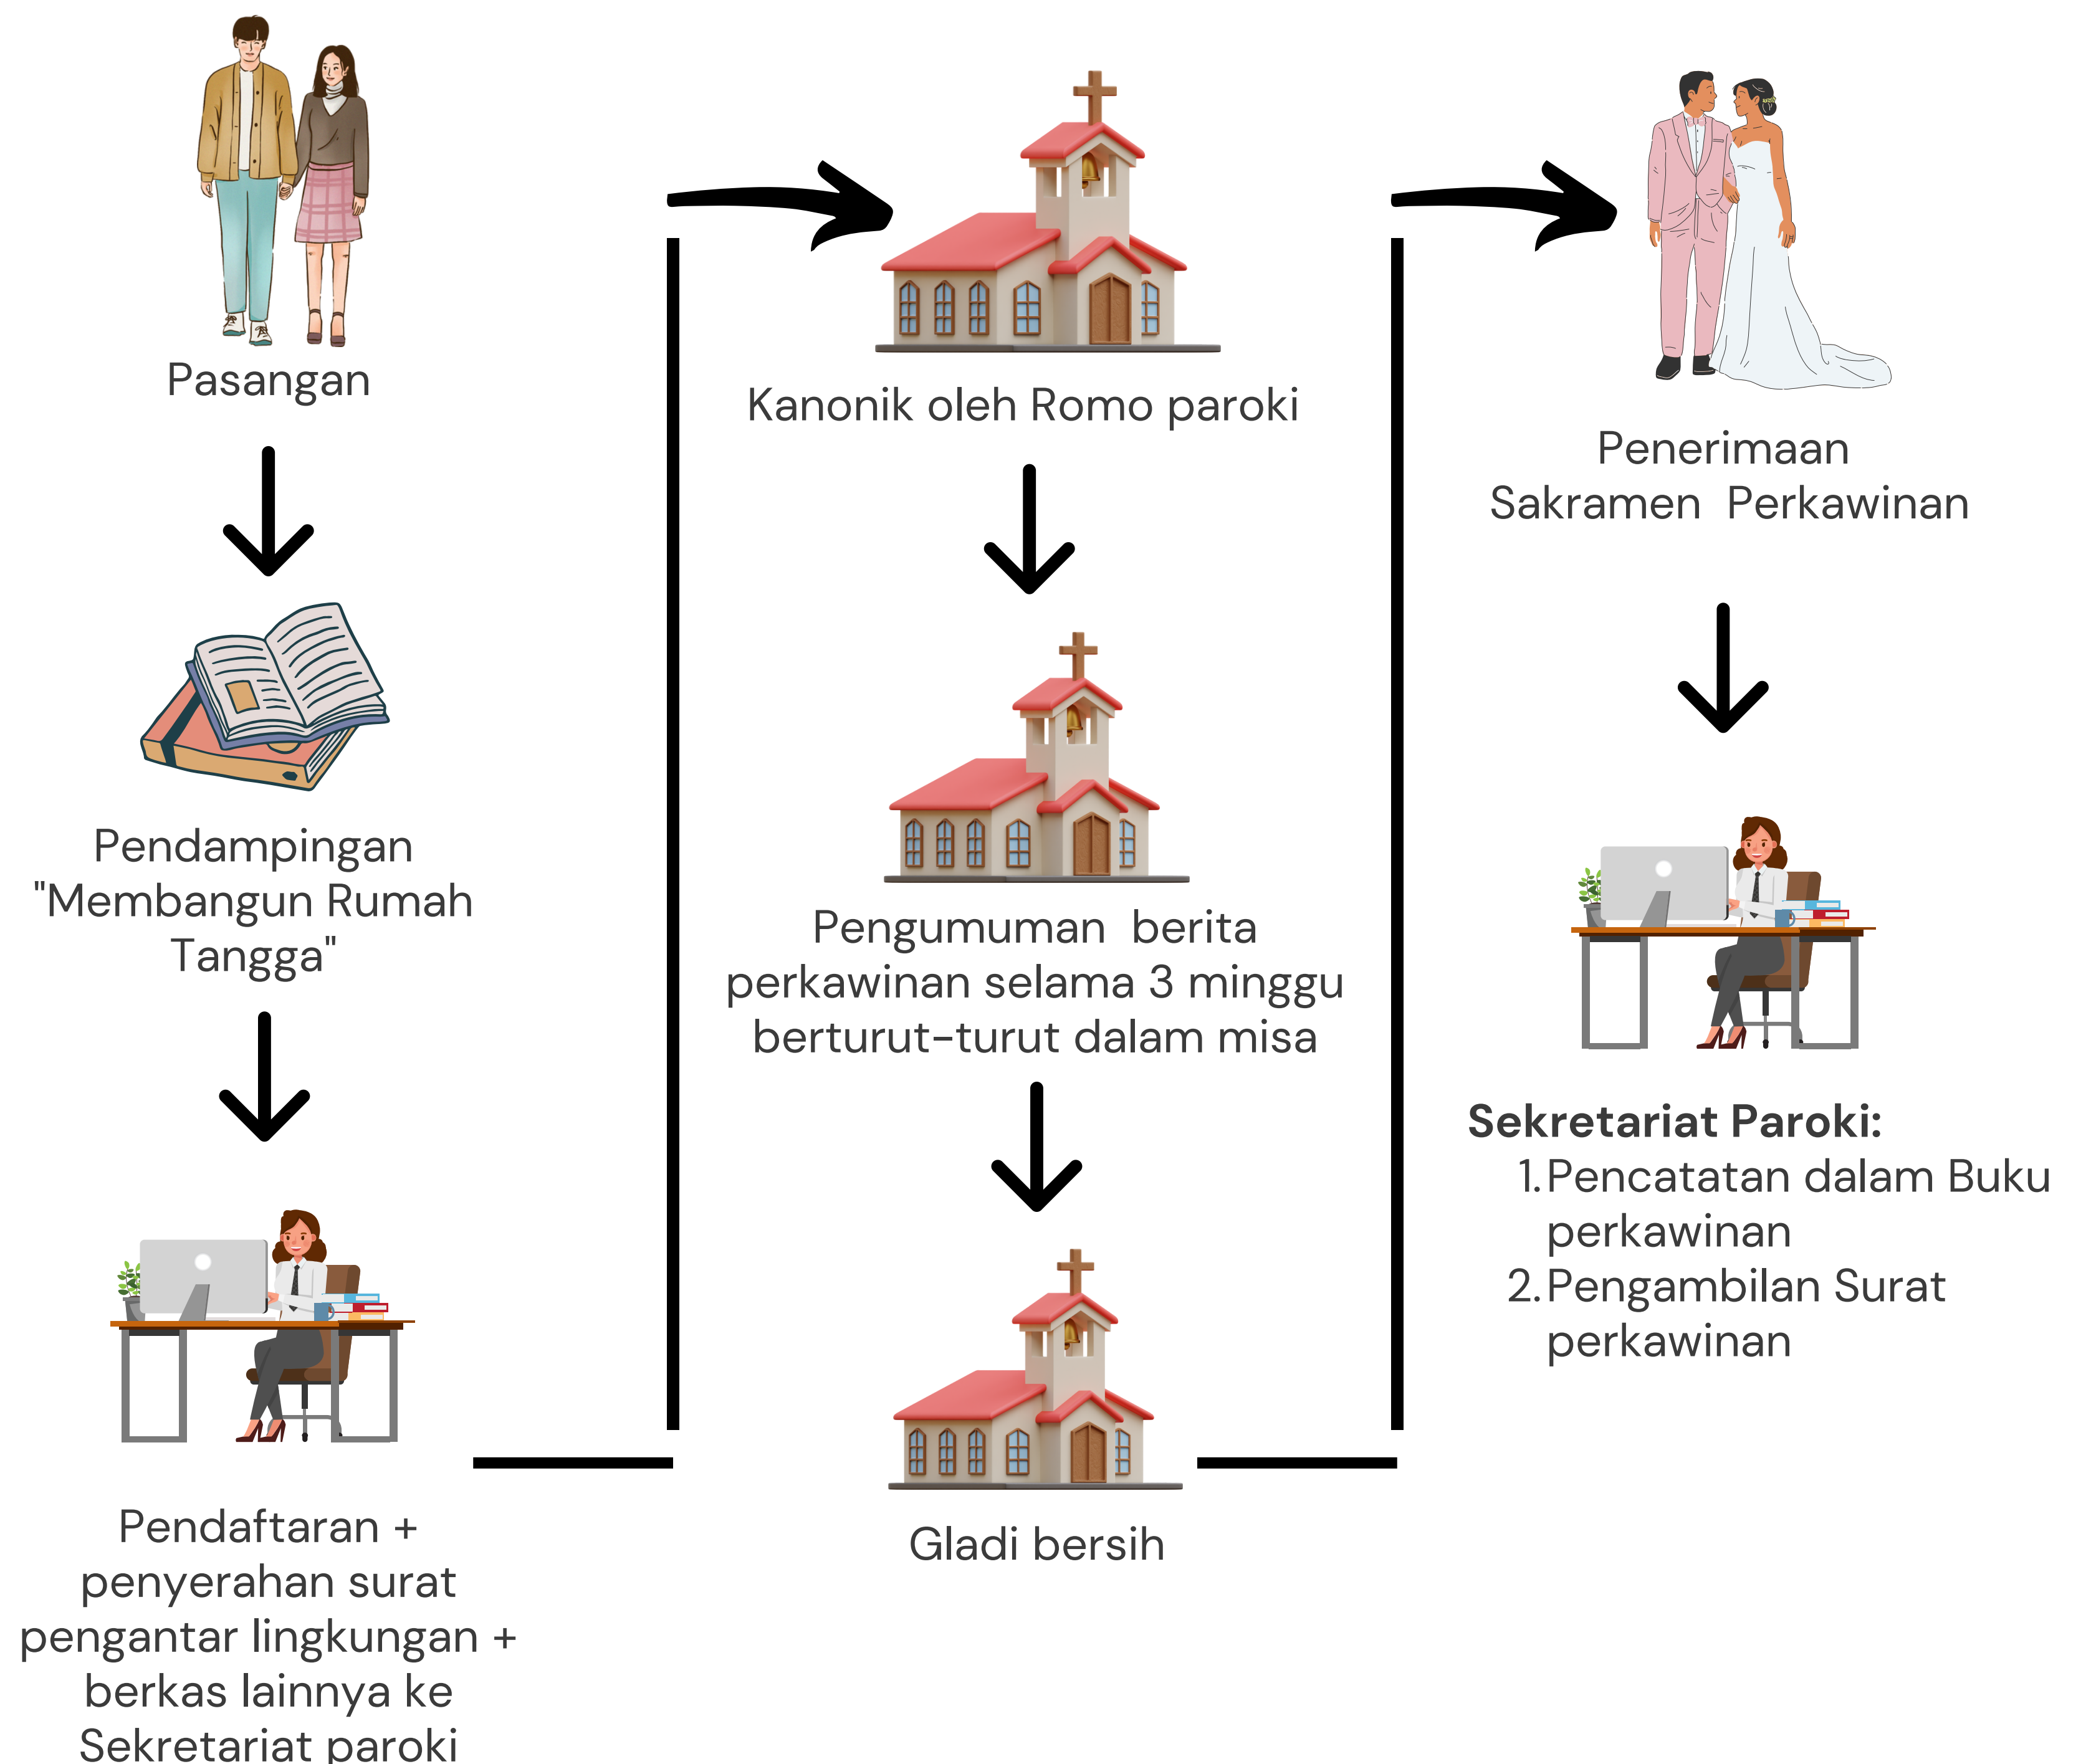 Pasangan
Pendampingan
"Membangun Rumah
Tangga"
Pendaftaran +
penyerahan surat
pengantar lingkungan +
berkas lainnya ke
Sekretariat paroki
Kanonik oleh Romo paroki
Pengumuman berita
perkawinan selama 3 minggu
berturut-turut dalam misa
Gladi bersih
Penerimaan
Sakramen Perkawinan
Sekretariat Paroki:
1. Pencatatan dalam Buku
perkawinan
2. Pengambilan Surat
perkawinan